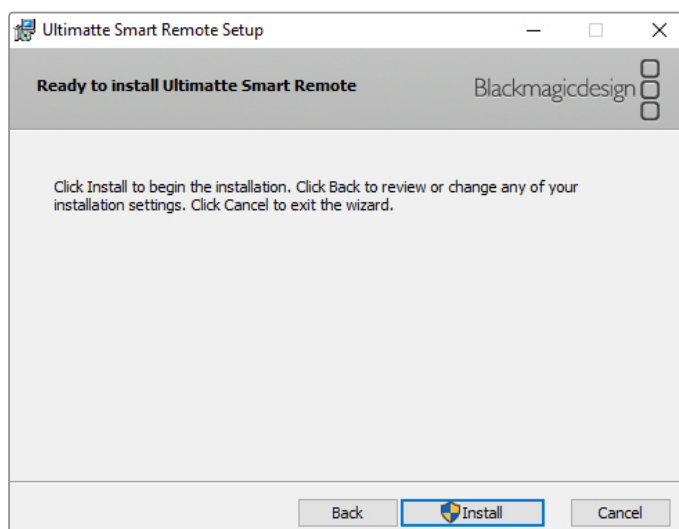 Ultimatte Smart Remote Setup
Ready to install Ultimatte Smart Remote
Blackmagicdesign
Click Install to begin the installation. Click Back to review or change any of your
installation settings. Click Cancel to exit the wizard.
Back
Install
Cancel